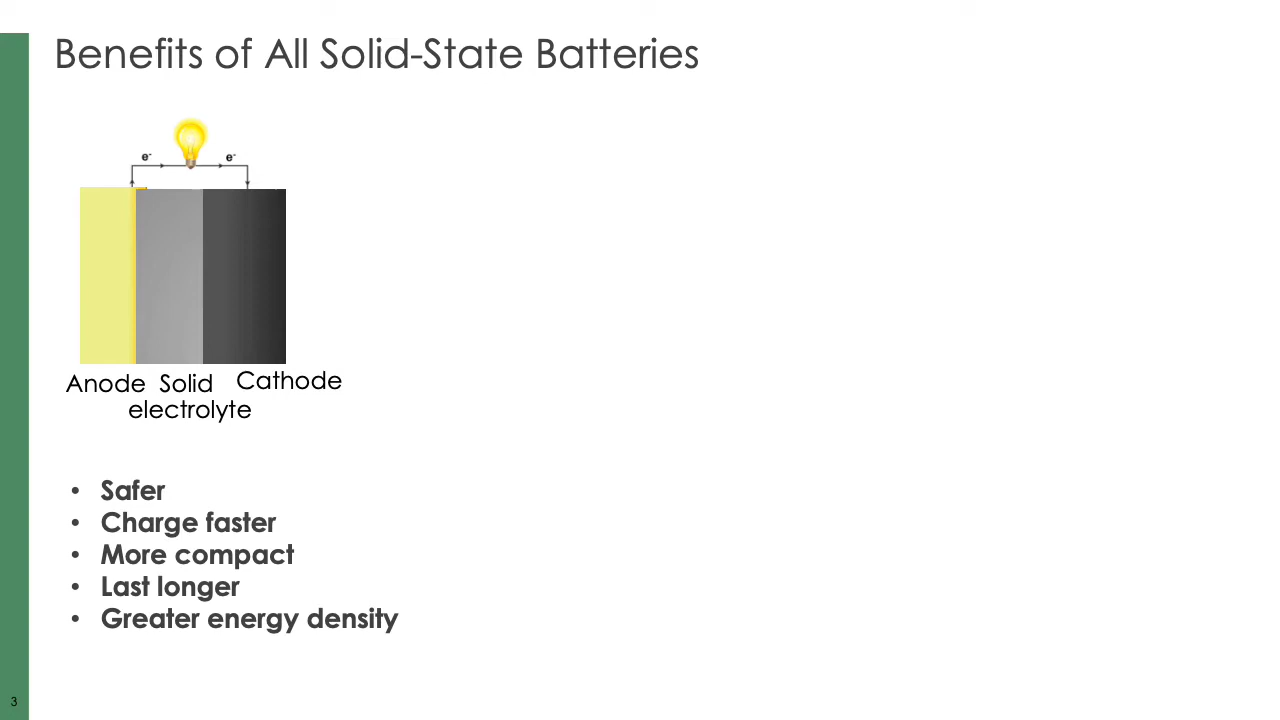 Benefits of All Solid-State Batteries
e- e-
Anode Solid Cathode
electrolyte
• Safer
• Charge faster
• More compact
• Last longer
• Greater energy density
3